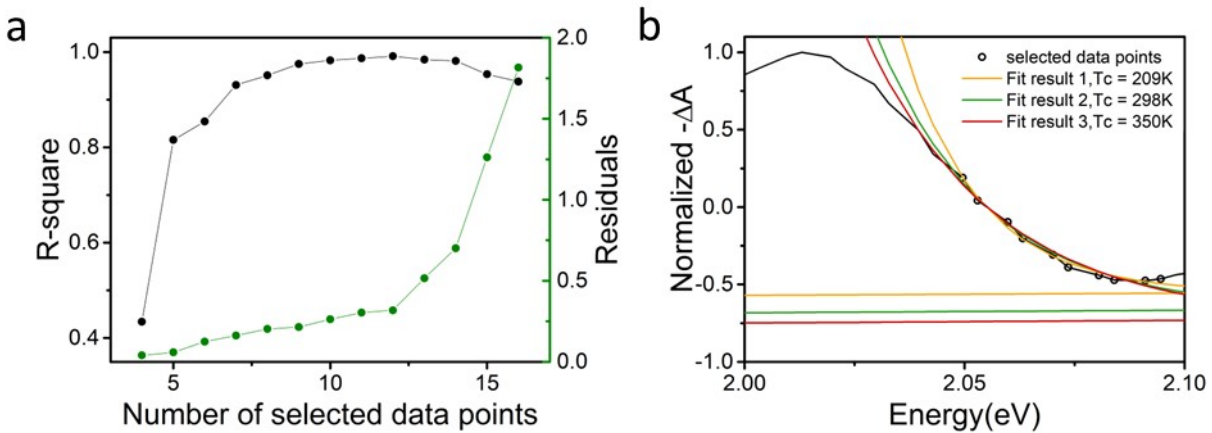 a
1.0
0.8
0.6
0.4
R-square
2.0
1.5
1.0
0.5
0.0
Residuals
5
10
15
Number of selected data points
b
1.0
0.5
0.0
-0.5
-1.0
Normalized -ΔA
selected data points
Fit result 1,Tc = 209K
Fit result 2,Tc = 298K
Fit result 3,Tc = 350K
2.00
2.05
2.10
Energy(eV)